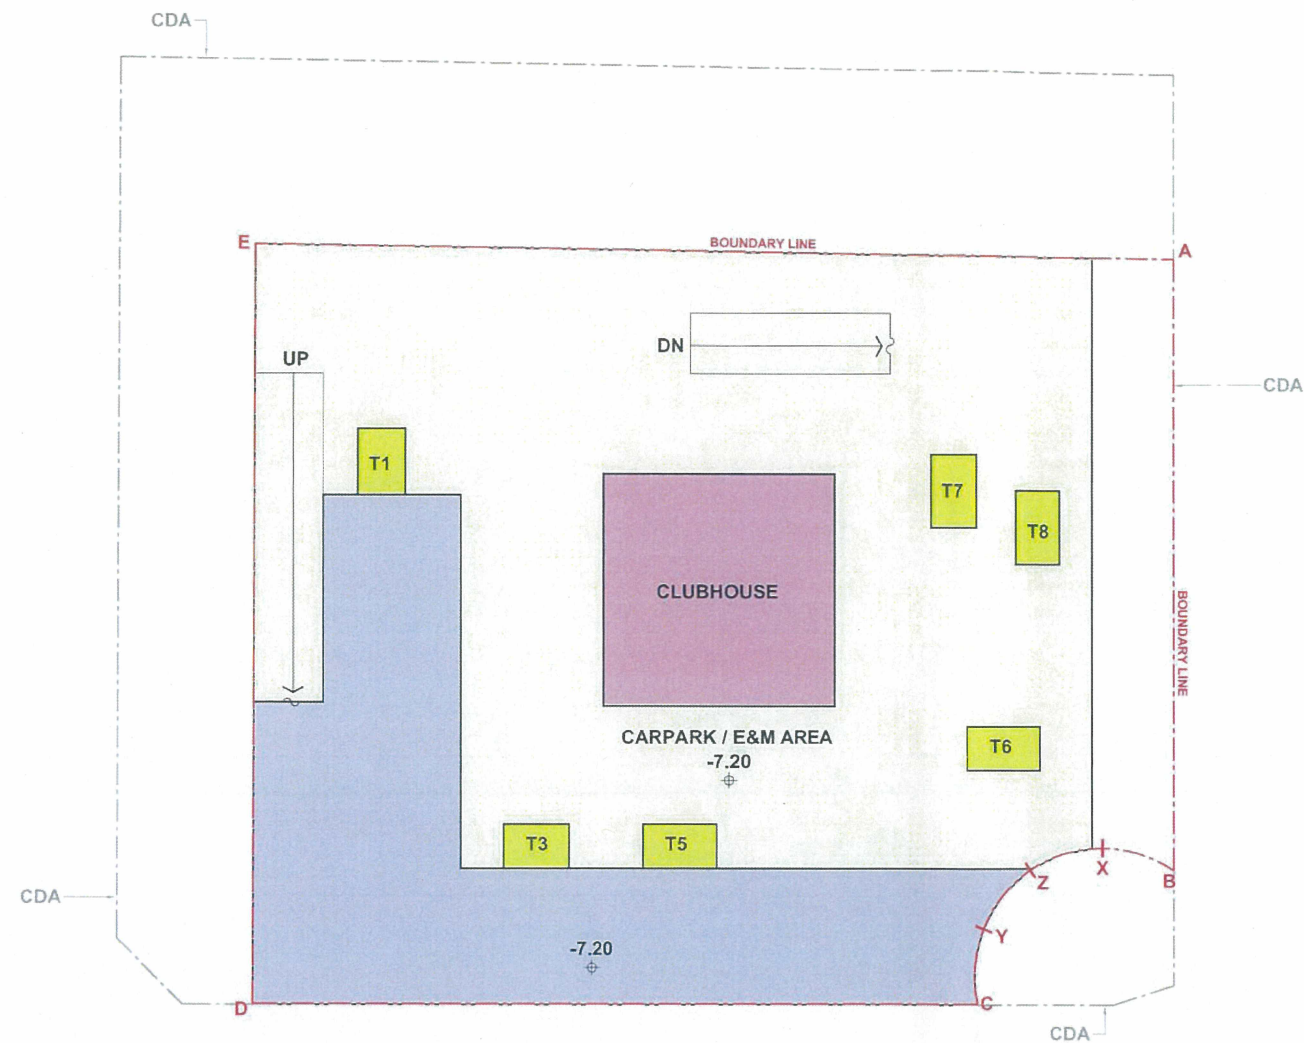 CDA
E
BOUNDARY LINE
A
DN
UP
CDA
T1
T7
T8
CLUBHOUSE
BOUNDARY LINE
CARPARK / E&M AREA
-7.20
T6
T3
T5
X
Z
B
CDA
Y
-7.20
D
C
CDA